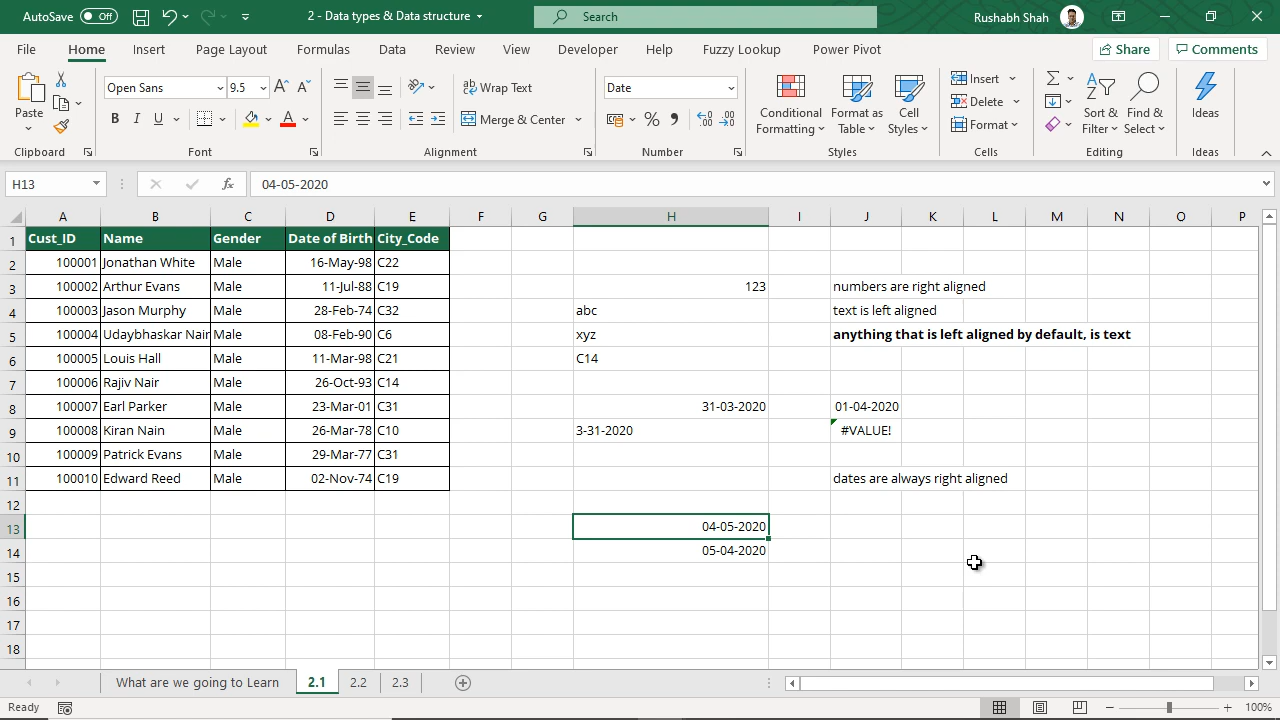 AutoSave Off 2 - Data types & Data structure Search Rushabh Shah
File Home Insert Page Layout Formulas Data Review View Developer Help Fuzzy Lookup Power Pivot Share Comments
Paste Open Sans 9.5 Wrap Text Date Conditional Formatting Format as Table Cell Styles Insert Sort & Filter Find & Select Ideas
B I U Merge & Center % Delete
Format
Clipboard Font Alignment Number Styles Cells Editing Ideas
H13 fx 04-05-2020
A B C D E F G H I J K L M N O P
1 Cust_ID Name Gender Date of Birth City_Code
2 100001 Jonathan White Male 16-May-98 C22
3 100002 Arthur Evans Male 11-Jul-88 C19 123 numbers are right aligned
4 100003 Jason Murphy Male 28-Feb-74 C32 abc text is left aligned
5 100004 Udaybhaskar Nair Male 08-Feb-90 C6 xyz anything that is left aligned by default, is text
6 100005 Louis Hall Male 11-Mar-98 C21 C14
7 100006 Rajiv Nair Male 26-Oct-93 C14
8 100007 Earl Parker Male 23-Mar-01 C31 31-03-2020 01-04-2020
9 100008 Kiran Nain Male 26-Mar-78 C10 3-31-2020 #VALUE!
10 100009 Patrick Evans Male 29-Mar-77 C31
11 100010 Edward Reed Male 02-Nov-74 C19 dates are always right aligned
12
13 04-05-2020
14 05-04-2020
15
16
17
18
What are we going to Learn 2.1 2.2 2.3
Ready 100%